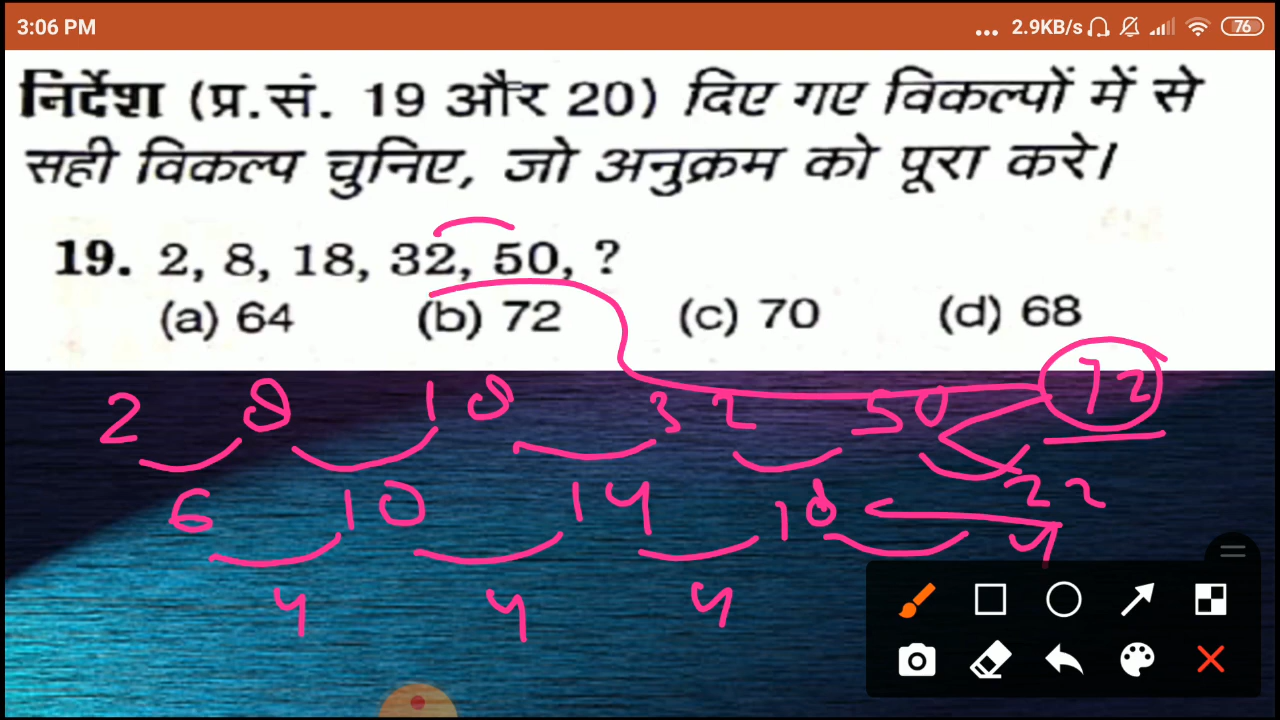 3:06 PM ... 2.9KB/s 76
निर्देश (प्र.सं. 19 और 20) दिए गए विकल्पों में से
सही विकल्प चुनिए, जो अनुक्रम को पूरा करे।
19. 2, 8, 18, 32, 50, ?
(a) 64 (b) 72 (c) 70 (d) 68
2 8 18 32 50 72
6 10 14 18 22
4 4 4 4